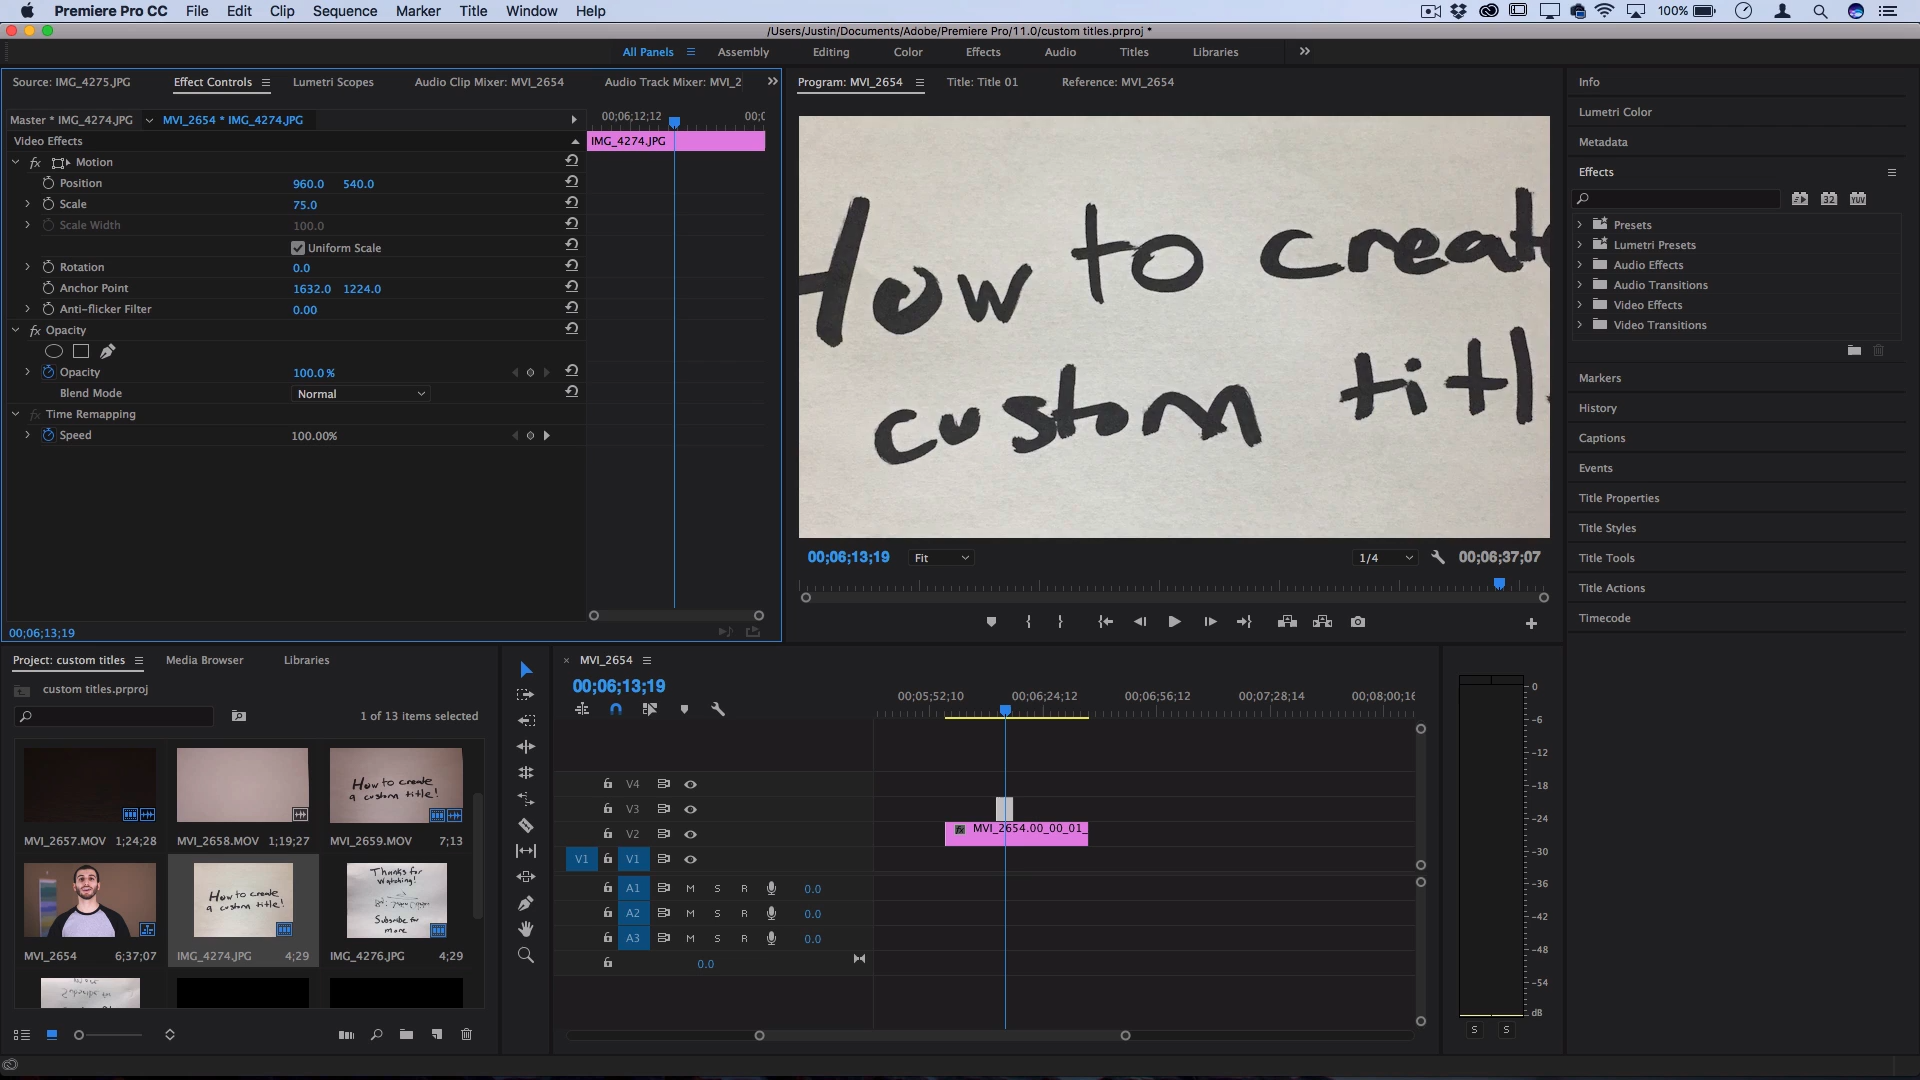 Premiere Pro CC File Edit Clip Sequence Marker Title Window Help 100%
/Users/Justin/Documents/Adobe/Premiere Pro/11.0/custom titles.prproj *
All Panels Assembly Editing Color Effects Audio Titles Libraries
Source: IMG_4275.JPG Effect Controls Lumetri Scopes Audio Clip Mixer: MVI_2654 Audio Track Mixer: MVI_2
Master * IMG_4274.JPG MVI_2654 * IMG_4274.JPG
00;06;12;12 00;0
Video Effects
IMG_4274.JPG
fx Motion
Position 960.0 540.0
Scale 75.0
Scale Width 100.0
Uniform Scale
Rotation 0.0
Anchor Point 1632.0 1224.0
Anti-flicker Filter 0.00
fx Opacity
Opacity 100.0 %
Blend Mode Normal
fx Time Remapping
Speed 100.00%
00;06;13;19
Program: MVI_2654 Title: Title 01 Reference: MVI_2654
How to create
custom titl
00;06;13;19 Fit 1/4 00;06;37;07
Info
Lumetri Color
Metadata
Effects
32 YUV
Presets
Lumetri Presets
Audio Effects
Audio Transitions
Video Effects
Video Transitions
Markers
History
Captions
Events
Title Properties
Title Styles
Title Tools
Title Actions
Timecode
Project: custom titles Media Browser Libraries
custom titles.prproj
1 of 13 items selected
How to create
a custom title!
MVI_2657.MOV 1;24;28 MVI_2658.MOV 1;19;27 MVI_2659.MOV 7;13
How to create
a custom title!
Thanks for
Watching!
Subscribe for
more
MVI_2654 6;37;07 IMG_4274.JPG 4;29 IMG_4276.JPG 4;29
MVI_2654
00;06;13;19
00;05;52;10 00;06;24;12 00;06;56;12 00;07;28;14 00;08;00;16
V4
V3
V2
fx MVI_2654.00_00_01_
V1 V1
A1 M S R 0.0
A2 M S R 0.0
A3 M S R 0.0
0.0
0
-6
-12
-18
-24
-30
-36
-42
-48
-54
dB
S S